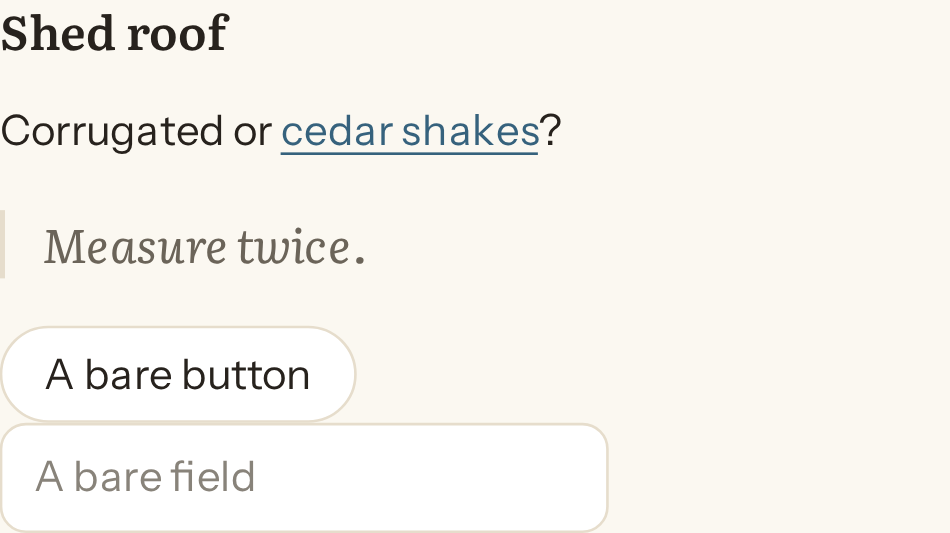 Shed roof
Corrugated or cedar shakes?
Measure twice.
A bare button
A bare field